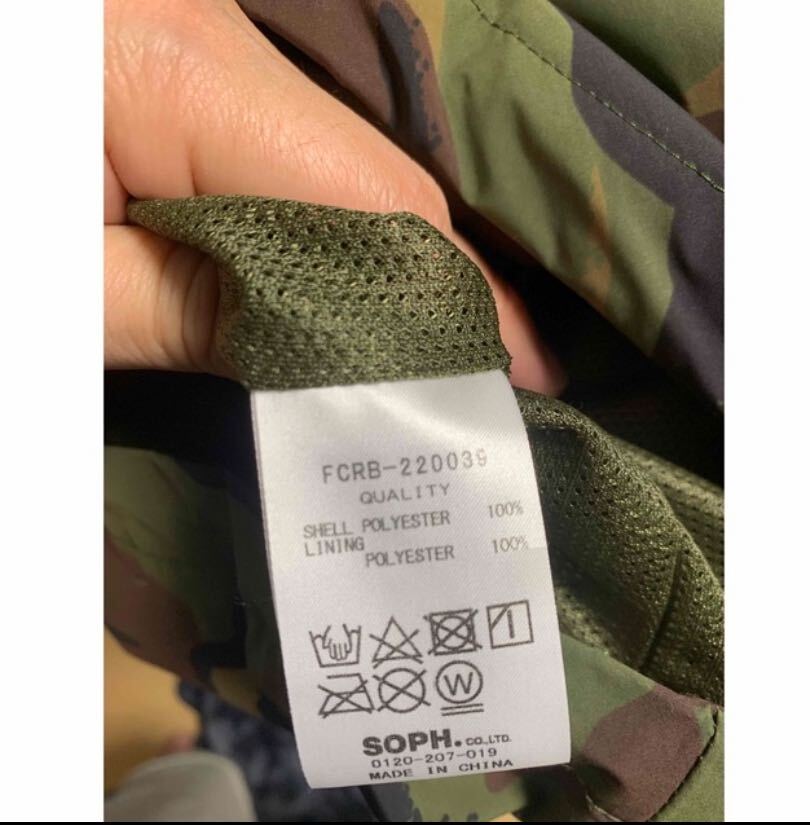 FCRB-220039
QUALITY
SHELL POLYESTER 100%
LINING
POLYESTER 100%
W
SOPH. CO.,LTD.
0120-207-019
MADE IN CHINA